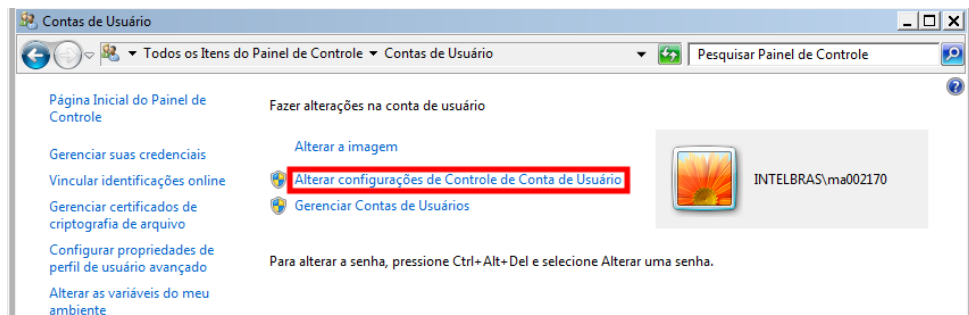 Contas de Usuário
Todos os Itens do Painel de Controle Contas de Usuário
Pesquisar Painel de Controle
Página Inicial do Painel de
Controle
Gerenciar suas credenciais
Vincular identificações online
Gerenciar certificados de
criptografia de arquivo
Configurar propriedades de
perfil de usuário avançado
Alterar as variáveis do meu
ambiente
Fazer alterações na conta de usuário
Alterar a imagem
Alterar configurações de Controle de Conta de Usuário
Gerenciar Contas de Usuários
INTELBRAS\ma002170
Para alterar a senha, pressione Ctrl+Alt+Del e selecione Alterar uma senha.